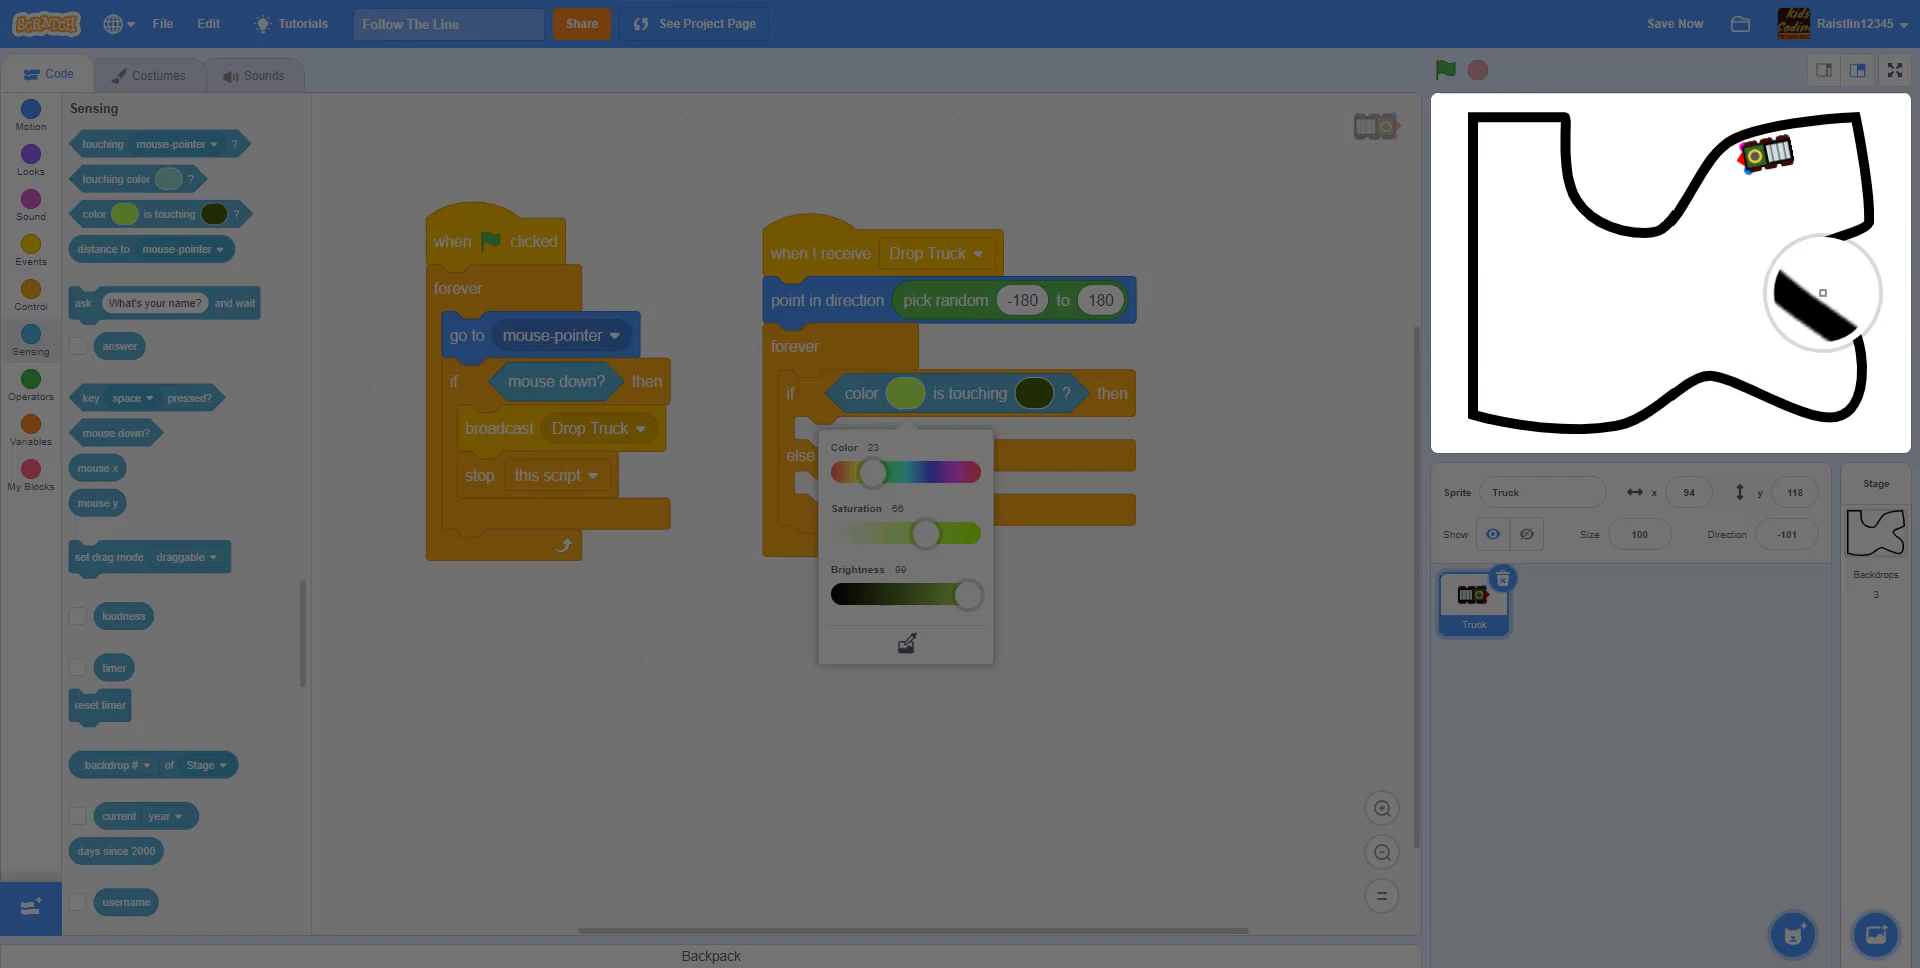 SCRATCH File Edit Tutorials Follow The Line Share See Project Page Save Now Raistlin12345
Code Costumes Sounds
Motion
Looks
Sound
Events
Control
Sensing
Operators
Variables
My Blocks
Sensing
touching mouse-pointer ?
touching color ?
color is touching ?
distance to mouse-pointer
ask What's your name? and wait
answer
key space pressed?
mouse down?
mouse x
mouse y
set drag mode draggable
loudness
timer
reset timer
backdrop # of Stage
current year
days since 2000
username
when clicked
forever
go to mouse-pointer
if mouse down? then
broadcast Drop Truck
stop this script
when I receive Drop Truck
point in direction pick random -180 to 180
forever
if color is touching ? then
else
Color 23
Saturation 66
Brightness 99
Backpack
Sprite Truck x 94 y 118
Show Size 100 Direction -101
Truck
Stage
Backdrops
3